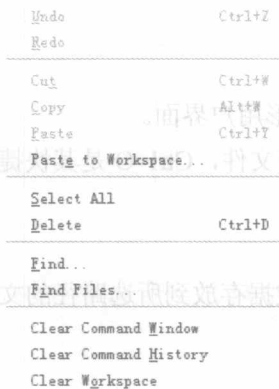 Undo Ctrl+Z
Redo
Cut Ctrl+W
Copy Alt+W
Paste Ctrl+Y
Paste to Workspace...
Select All
Delete Ctrl+D
Find...
Find Files...
Clear Command Window
Clear Command History
Clear Workspace